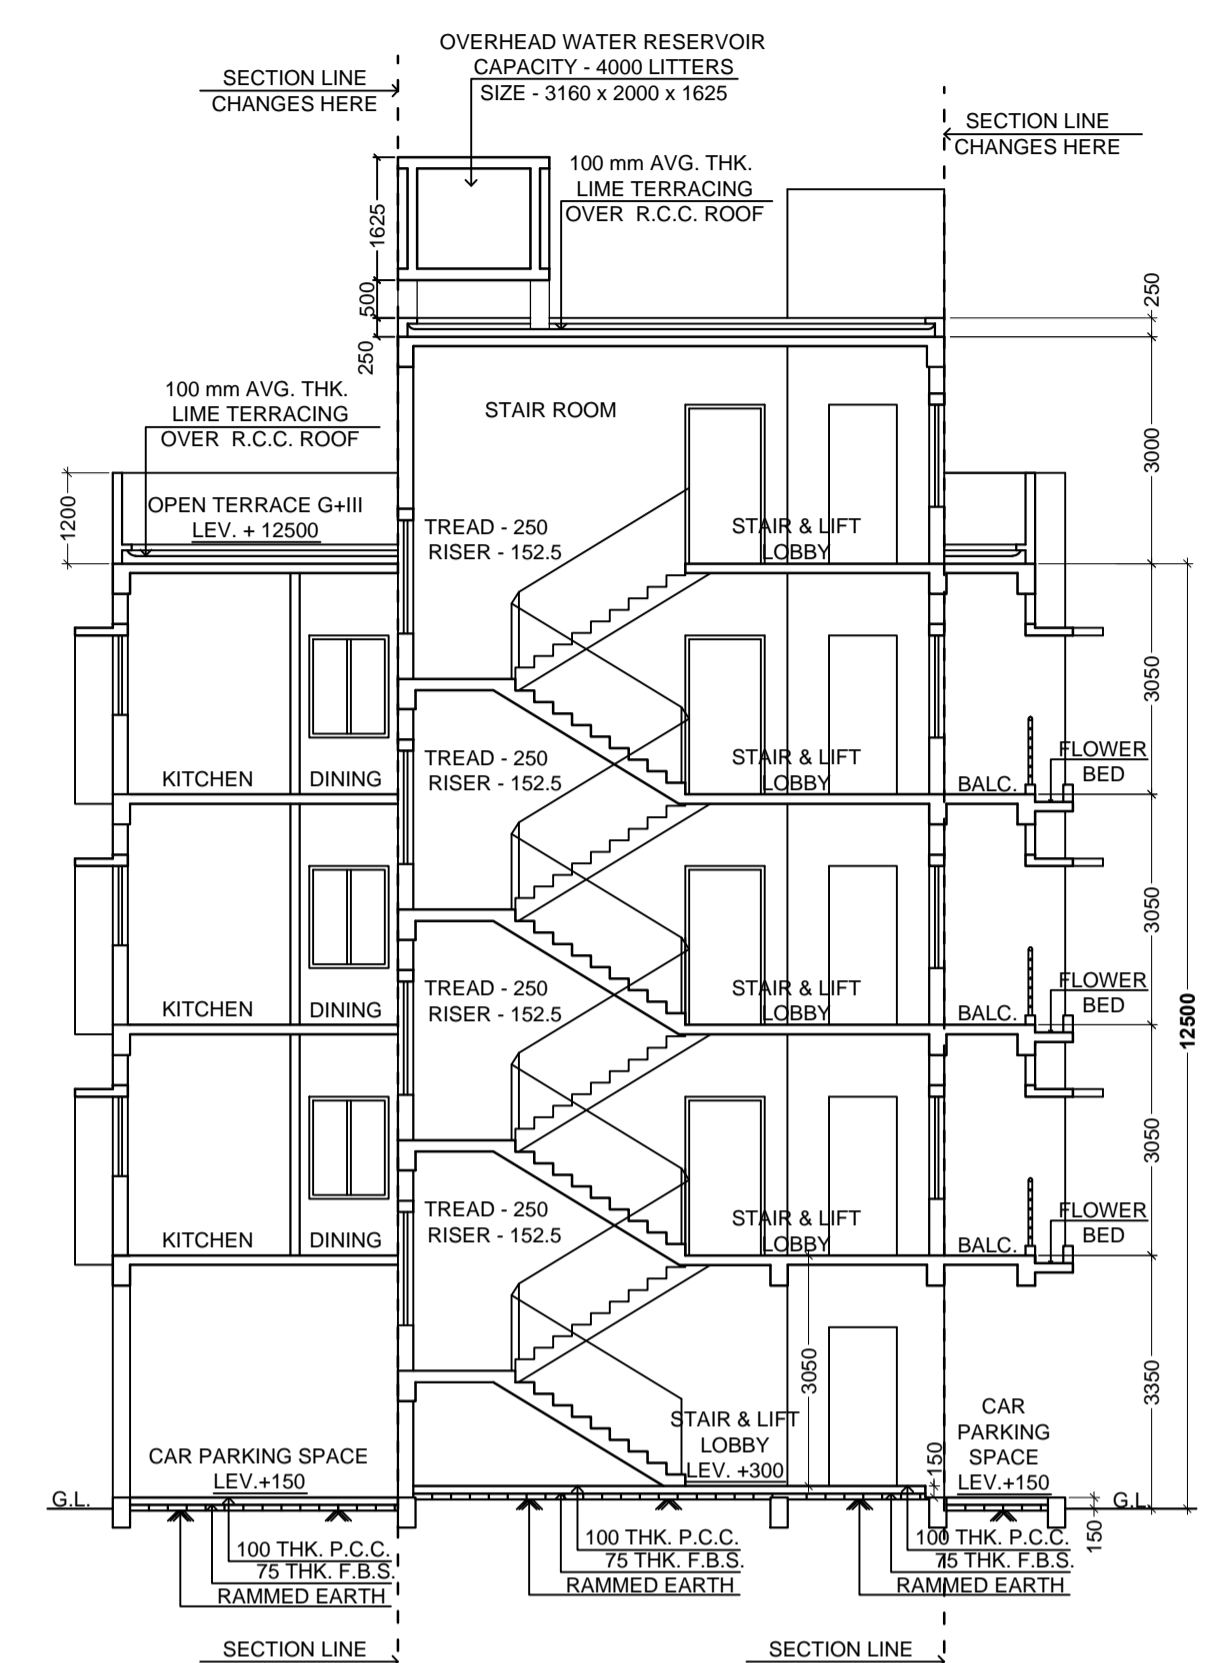 OVERHEAD WATER RESERVOIR
CAPACITY - 4000 LITTERS
SIZE - 3160 x 2000 x 1625
SECTION LINE
CHANGES HERE
SECTION LINE
CHANGES HERE
100 mm AVG. THK.
LIME TERRACING
OVER R.C.C. ROOF
1625
500
250
250
100 mm AVG. THK.
LIME TERRACING
OVER R.C.C. ROOF
STAIR ROOM
3000
1200
OPEN TERRACE G+III
LEV. + 12500
TREAD - 250
RISER - 152.5
STAIR & LIFT
LOBBY
3050
KITCHEN
DINING
TREAD - 250
RISER - 152.5
STAIR & LIFT
LOBBY
BALC.
FLOWER
BED
3050
KITCHEN
DINING
TREAD - 250
RISER - 152.5
STAIR & LIFT
LOBBY
BALC.
FLOWER
BED
12500
3050
KITCHEN
DINING
TREAD - 250
RISER - 152.5
STAIR & LIFT
LOBBY
BALC.
FLOWER
BED
3050
3350
CAR PARKING SPACE
LEV.+150
STAIR & LIFT
LOBBY
LEV. +300
150
CAR
PARKING
SPACE
LEV.+150
G.L.
G.L.
150
100 THK. P.C.C.
75 THK. F.B.S.
RAMMED EARTH
100 THK. P.C.C.
75 THK. F.B.S.
RAMMED EARTH
100 THK. P.C.C.
75 THK. F.B.S.
RAMMED EARTH
SECTION LINE
SECTION LINE